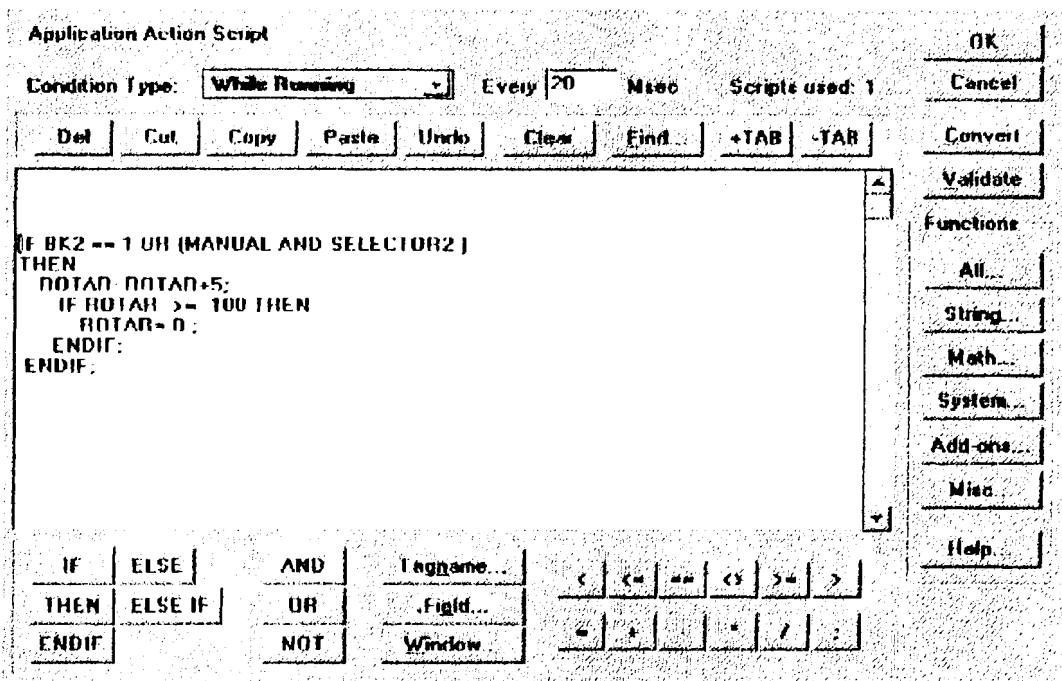 Application Action Script
OK
Condition Type: While Running Every 20 Msec Scripts used: 1
Cancel
Del Cut Copy Paste Undo Clear Find... +TAB -TAB
Convert
Validate
Functions
IF BK2 == 1 OR (MANUAL AND SELECTOR2 )
THEN
ROTAR= ROTAR+5;
IF ROTAR >= 100 THEN
ROTAR= 0 ;
ENDIF;
ENDIF;
All...
String...
Math...
System...
Add-ons...
Misc...
Help...
IF ELSE AND Tagname... < <= == <> >= >
THEN ELSE IF OR .Field... = + - * / ;
ENDIF NOT Window...